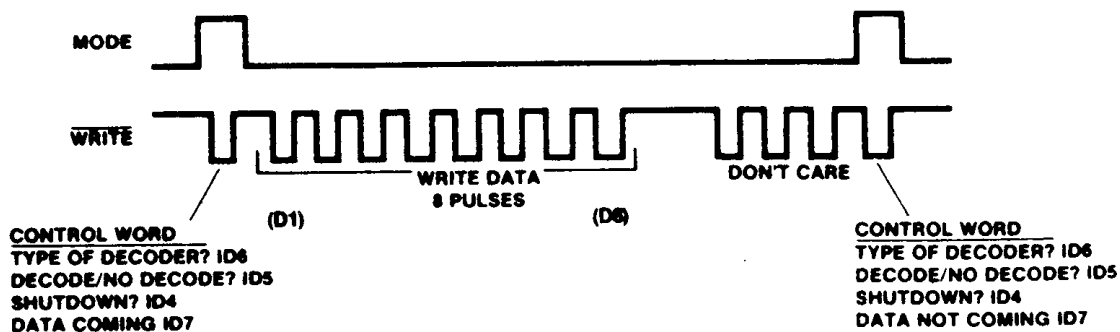 MODE
WRITE
WRITE DATA
8 PULSES
DON'T CARE
(D1)
(D8)
CONTROL WORD
TYPE OF DECODER? ID6
DECODE/NO DECODE? ID5
SHUTDOWN? ID4
DATA COMING ID7
CONTROL WORD
TYPE OF DECODER? ID6
DECODE/NO DECODE? ID5
SHUTDOWN? ID4
DATA NOT COMING ID7